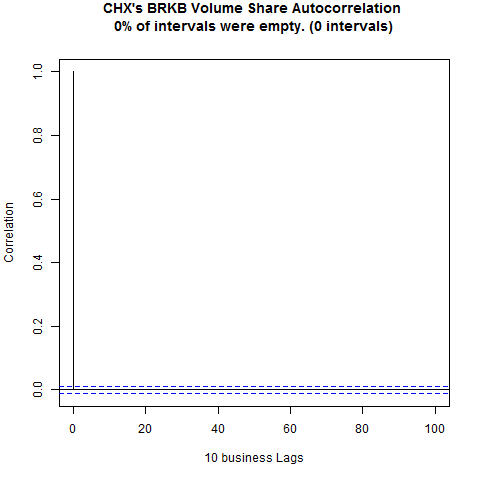 CHX's BRKB Volume Share Autocorrelation
0% of intervals were empty. (0 intervals)
Correlation
1.0
0.8
0.6
0.4
0.2
0.0
0 20 40 60 80 100
10 business Lags